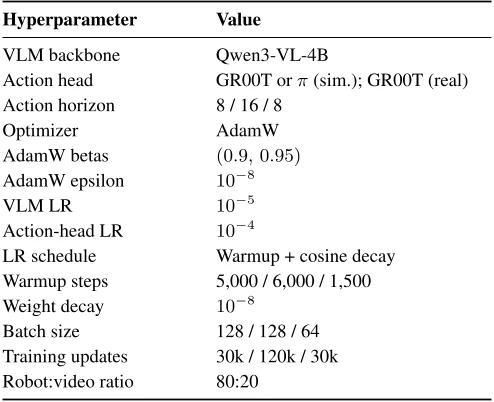 Hyperparameter Value
VLM backbone Qwen3-VL-4B
Action head GR00T or π (sim.); GR00T (real)
Action horizon 8 / 16 / 8
Optimizer AdamW
AdamW betas (0.9, 0.95)
AdamW epsilon 10⁻⁸
VLM LR 10⁻⁵
Action-head LR 10⁻⁴
LR schedule Warmup + cosine decay
Warmup steps 5,000 / 6,000 / 1,500
Weight decay 10⁻⁸
Batch size 128 / 128 / 64
Training updates 30k / 120k / 30k
Robot:video ratio 80:20